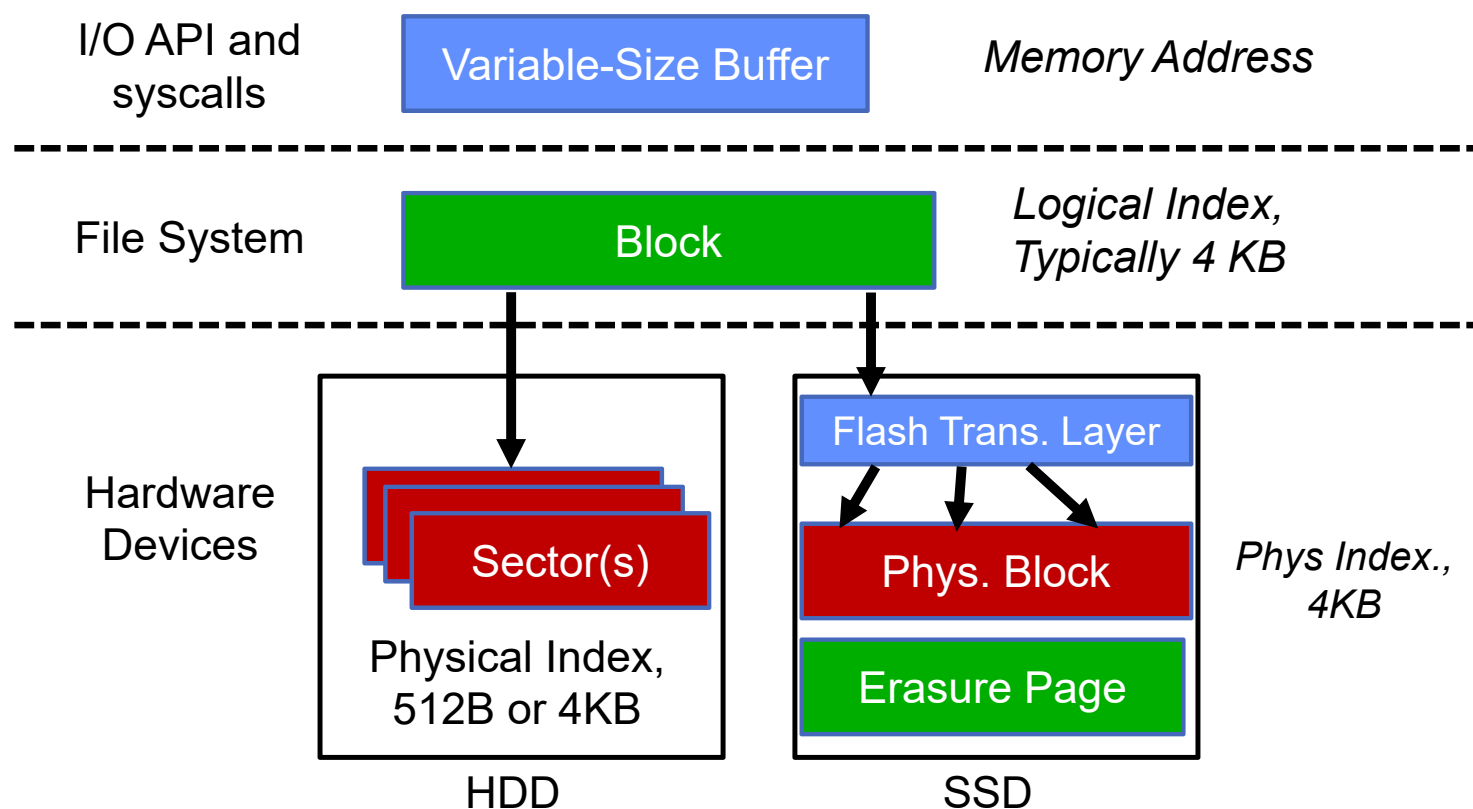 I/O API and
syscalls
Variable-Size Buffer
Memory Address
File System
Block
Logical Index,
Typically 4 KB
Hardware
Devices
Sector(s)
Physical Index,
512B or 4KB
HDD
Flash Trans. Layer
Phys. Block
Erasure Page
SSD
Phys Index.,
4KB